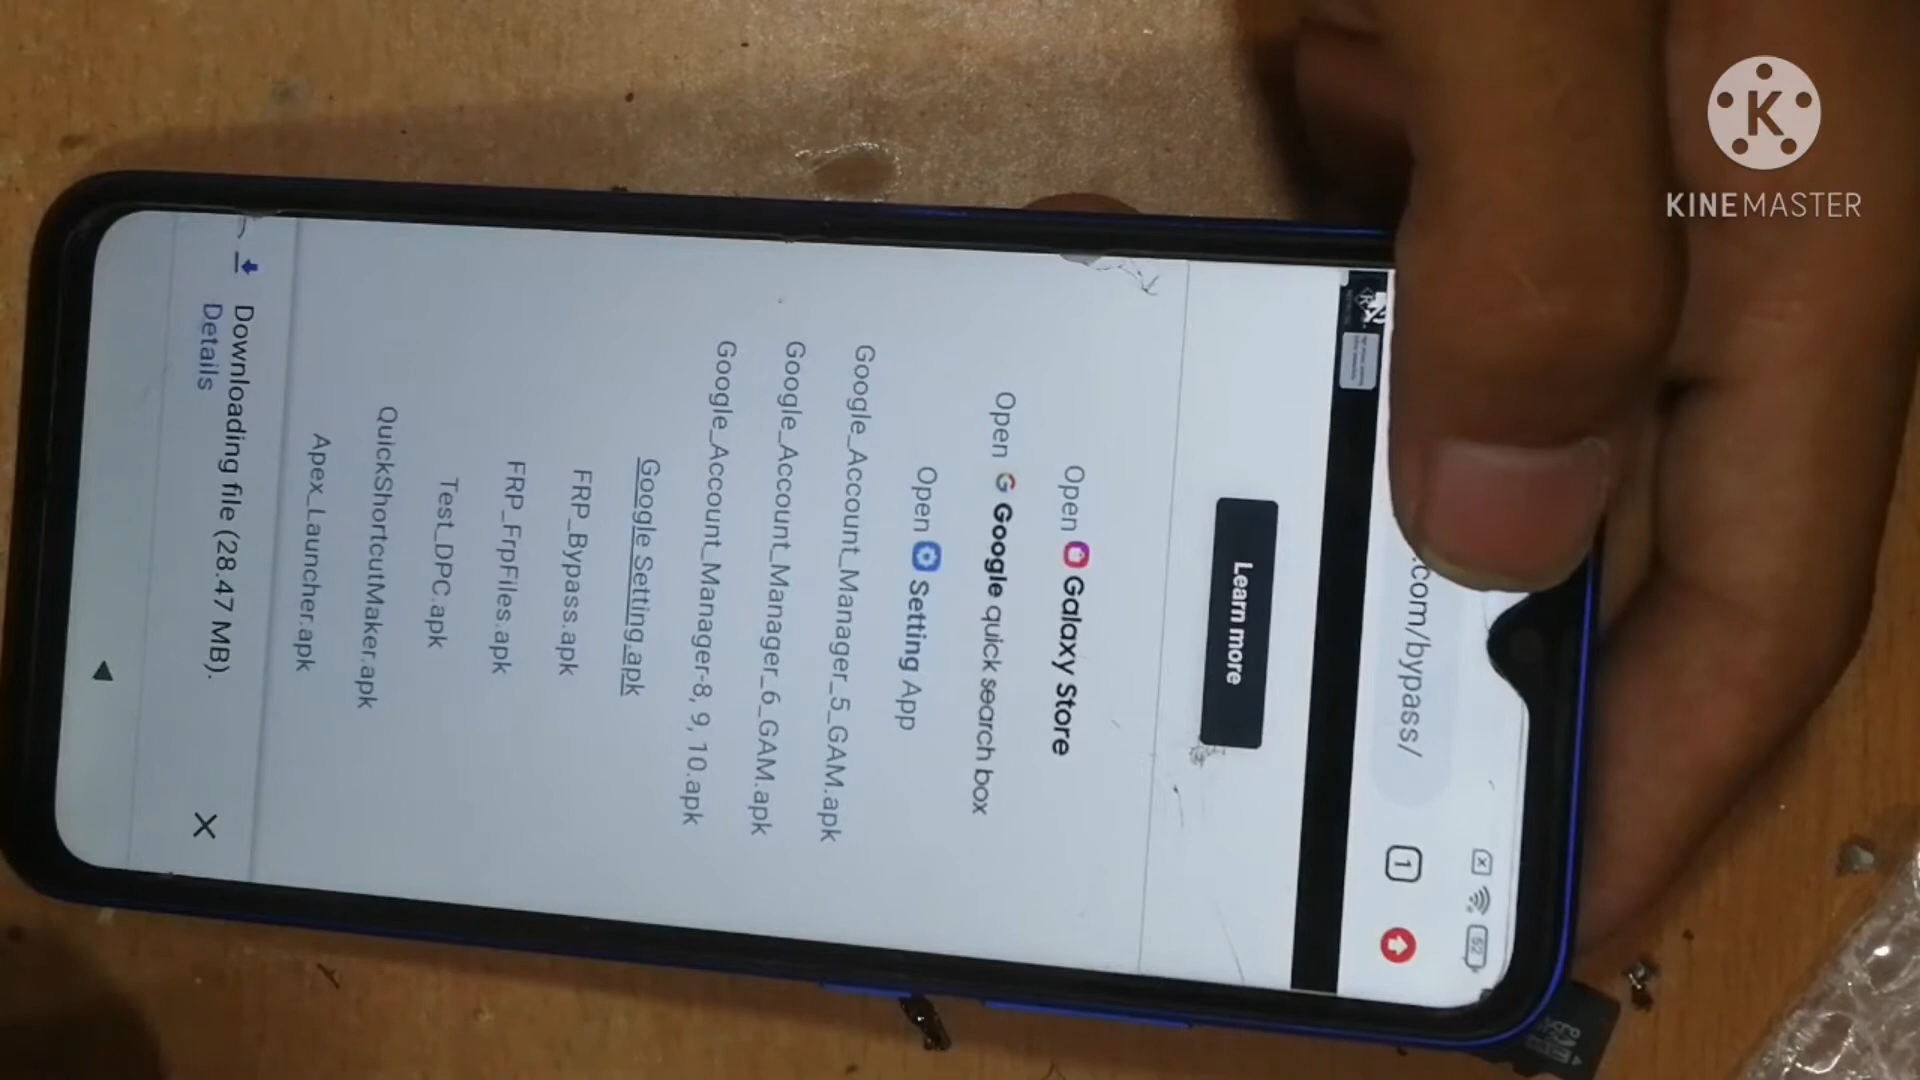 .com/bypass/
1
52
Learn more
Open Galaxy Store
Open G Google quick search box
Open Setting App
Google_Account_Manager_5_GAM.apk
Google_Account_Manager_6_GAM.apk
Google_Account_Manager-8, 9, 10.apk
Google Setting.apk
FRP_Bypass.apk
FRP_FrpFiles.apk
Test_DPC.apk
QuickShortcutMaker.apk
Apex_Launcher.apk
Downloading file (28.47 MB).
Details
K
KINEMASTER